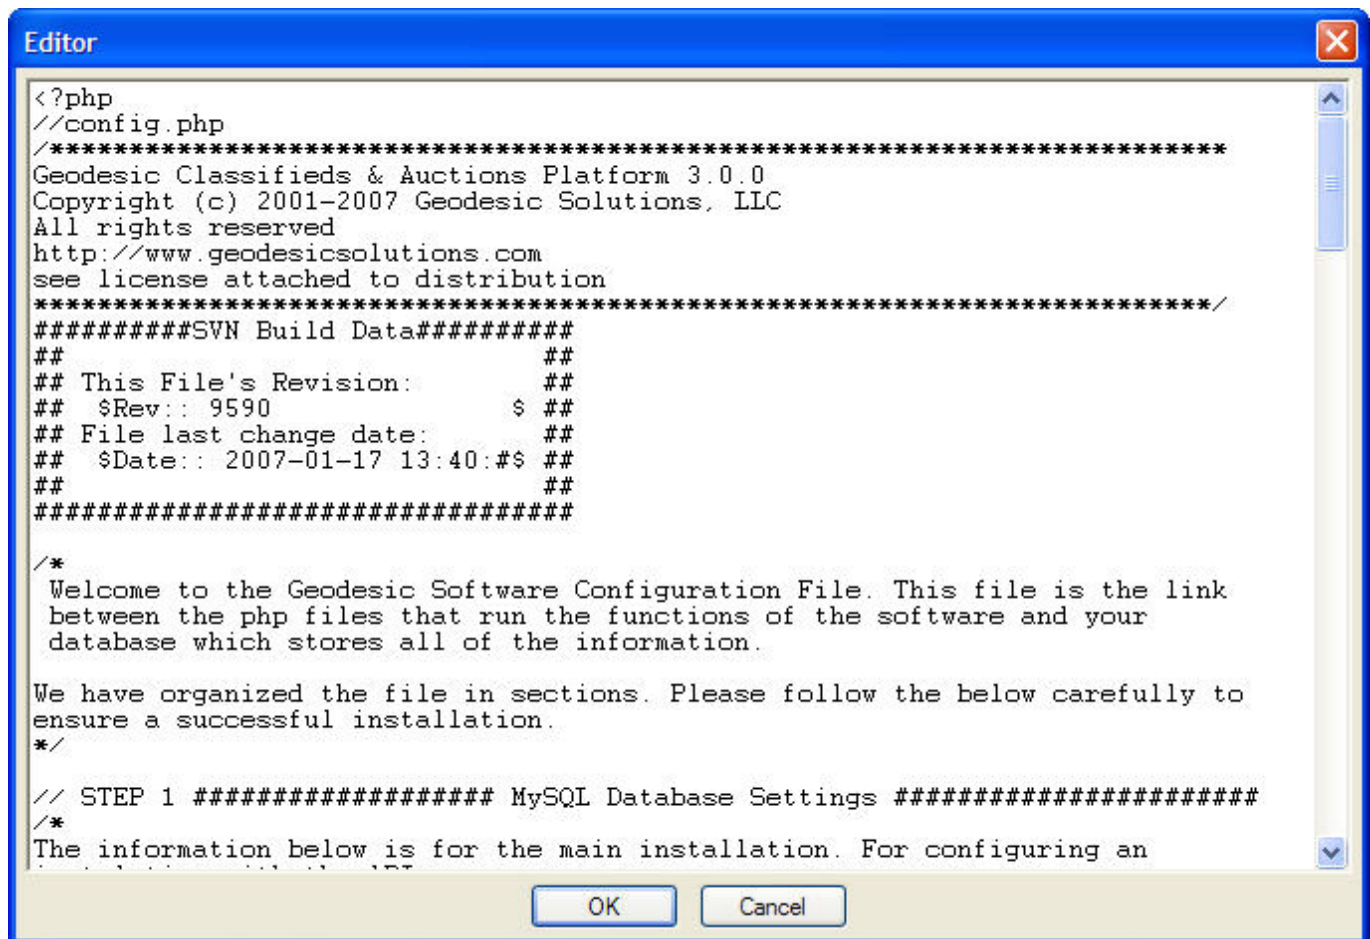 Editor
<?php
//config.php
/**************************************************************************
Geodesic Classifieds & Auctions Platform 3.0.0
Copyright (c) 2001-2007 Geodesic Solutions, LLC
All rights reserved
http://www.geodesicsolutions.com
see license attached to distribution
**************************************************************************/
##########SVN Build Data##########
##                              ##
## This File's Revision:        ##
##  $Rev:: 9590               $ ##
## File last change date:       ##
##  $Date:: 2007-01-17 13:40:#$ ##
##                              ##
##################################
/*
 Welcome to the Geodesic Software Configuration File. This file is the link
 between the php files that run the functions of the software and your
 database which stores all of the information.
We have organized the file in sections. Please follow the below carefully to
ensure a successful installation.
*/
// STEP 1 ################### MySQL Database Settings #######################
/*
The information below is for the main installation. For configuring an
OK Cancel